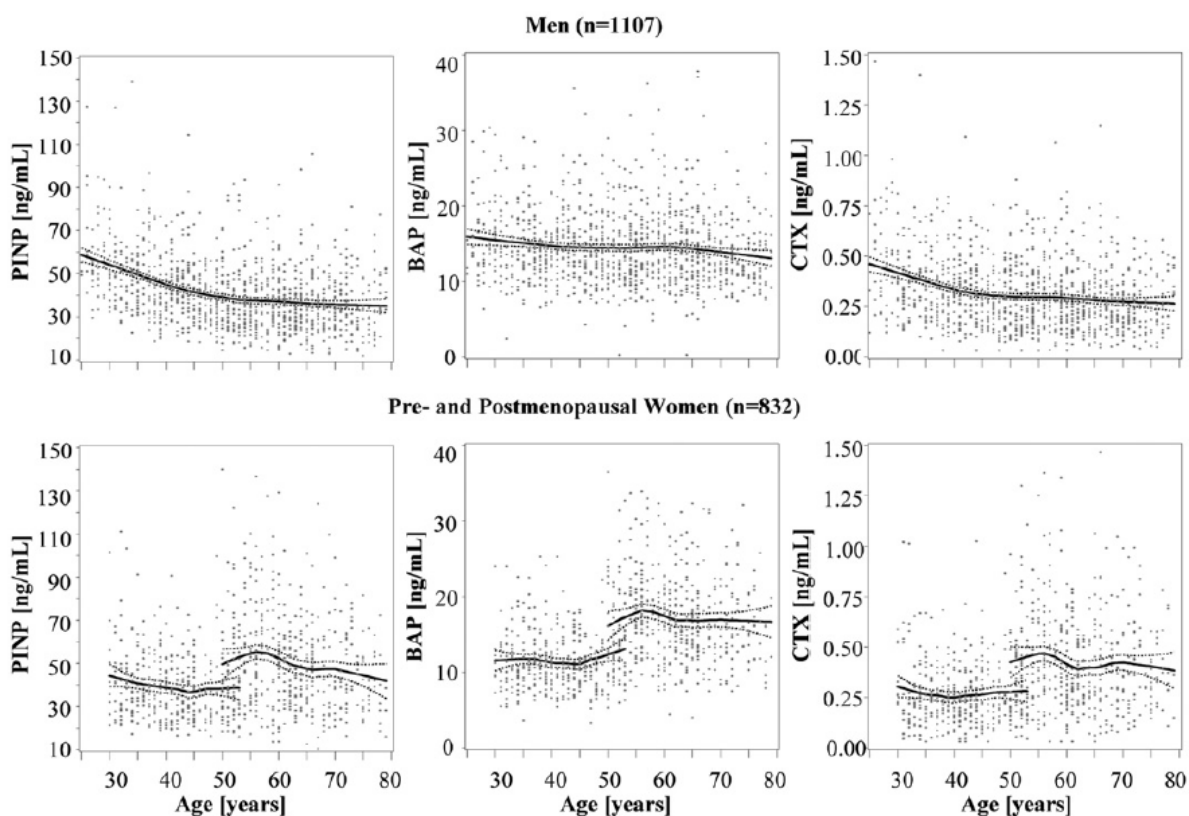 Men (n=1107)
PINP [ng/mL]
150
130
110
90
70
50
30
10
BAP [ng/mL]
40
30
20
10
0
CTX [ng/mL]
1.50
1.25
1.00
0.75
0.50
0.25
0.00
Pre- and Postmenopausal Women (n=832)
PINP [ng/mL]
150
130
110
90
70
50
30
10
30 40 50 60 70 80
Age [years]
BAP [ng/mL]
40
30
20
10
0
30 40 50 60 70 80
Age [years]
CTX [ng/mL]
1.50
1.25
1.00
0.75
0.50
0.25
0.00
30 40 50 60 70 80
Age [years]